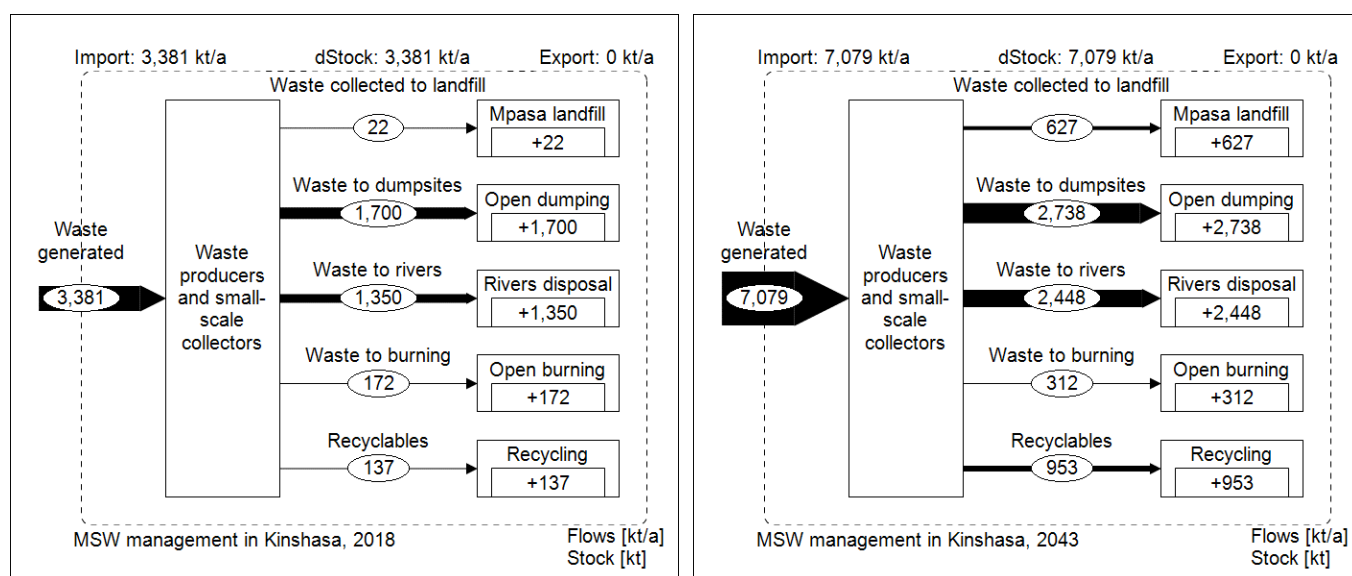 Import: 3,381 kt/a dStock: 3,381 kt/a Export: 0 kt/a
Waste collected to landfill
22
Mpasa landfill
+22
Waste to dumpsites
1,700
Open dumping
+1,700
Waste
generated
3,381
Waste
producers
and small-
scale
collectors
Waste to rivers
1,350
Rivers disposal
+1,350
Waste to burning
172
Open burning
+172
Recyclables
137
Recycling
+137
MSW management in Kinshasa, 2018
Flows [kt/a]
Stock [kt]
Import: 7,079 kt/a dStock: 7,079 kt/a Export: 0 kt/a
Waste collected to landfill
627
Mpasa landfill
+627
Waste to dumpsites
2,738
Open dumping
+2,738
Waste
generated
7,079
Waste
producers
and small-
scale
collectors
Waste to rivers
2,448
Rivers disposal
+2,448
Waste to burning
312
Open burning
+312
Recyclables
953
Recycling
+953
MSW management in Kinshasa, 2043
Flows [kt/a]
Stock [kt]